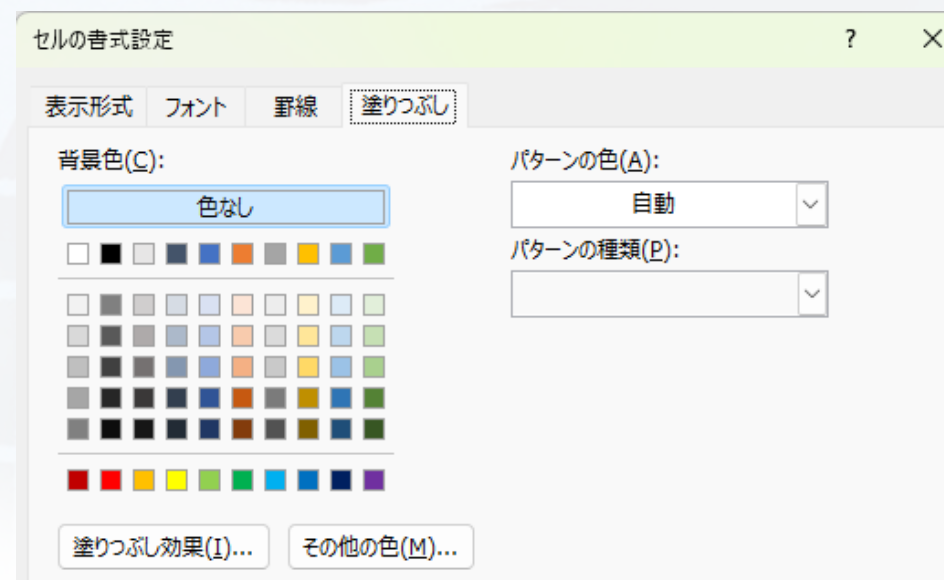 セルの書式設定 ?
表示形式 フォント 罫線 塗りつぶし
背景色(C):
色なし
パターンの色(A):
自動
パターンの種類(P):
塗りつぶし効果(I)... その他の色(M)...